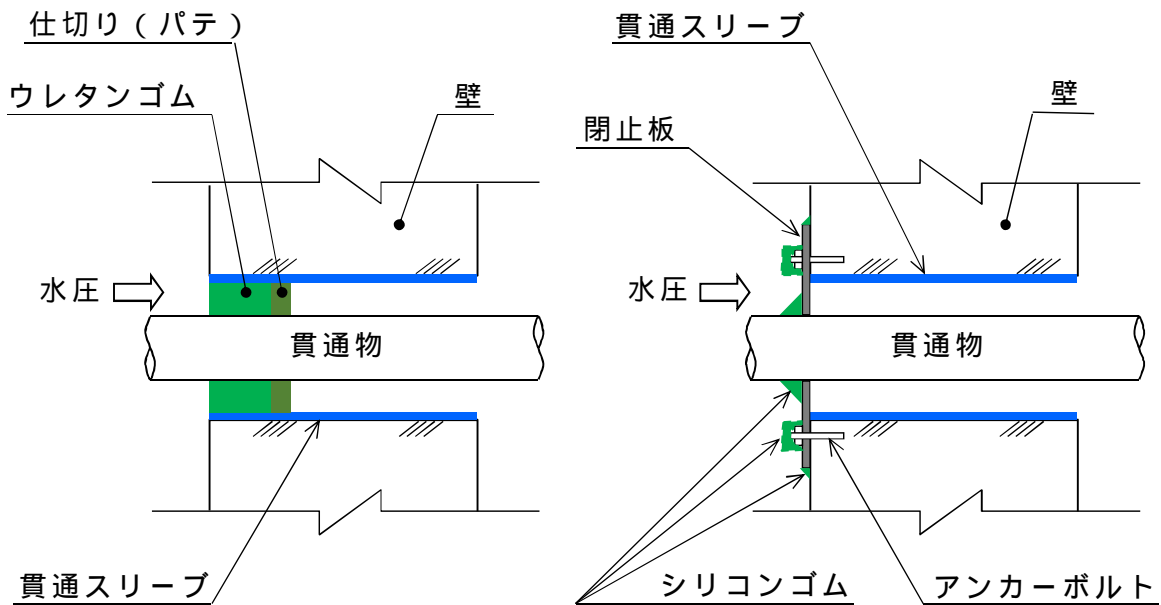 仕切り（パテ）
ウレタンゴム
壁
水圧
貫通物
貫通スリーブ
貫通スリーブ
壁
閉止板
水圧
貫通物
シリコンゴム
アンカーボルト